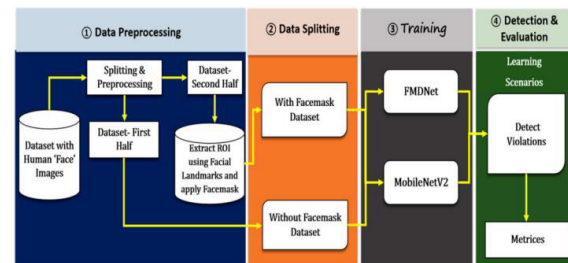 ① Data Preprocessing
Splitting &
Preprocessing
Dataset-
Second Half
Dataset with
Human 'Face'
Images
Dataset- First
Half
Extract ROI
using Facial
Landmarks and
apply Facemask
② Data Splitting
With Facemask
Dataset
Without Facemask
Dataset
③ Training
FMDNet
MobileNetV2
④ Detection &
Evaluation
Learning
Scenarios
Detect
Violations
Metrices